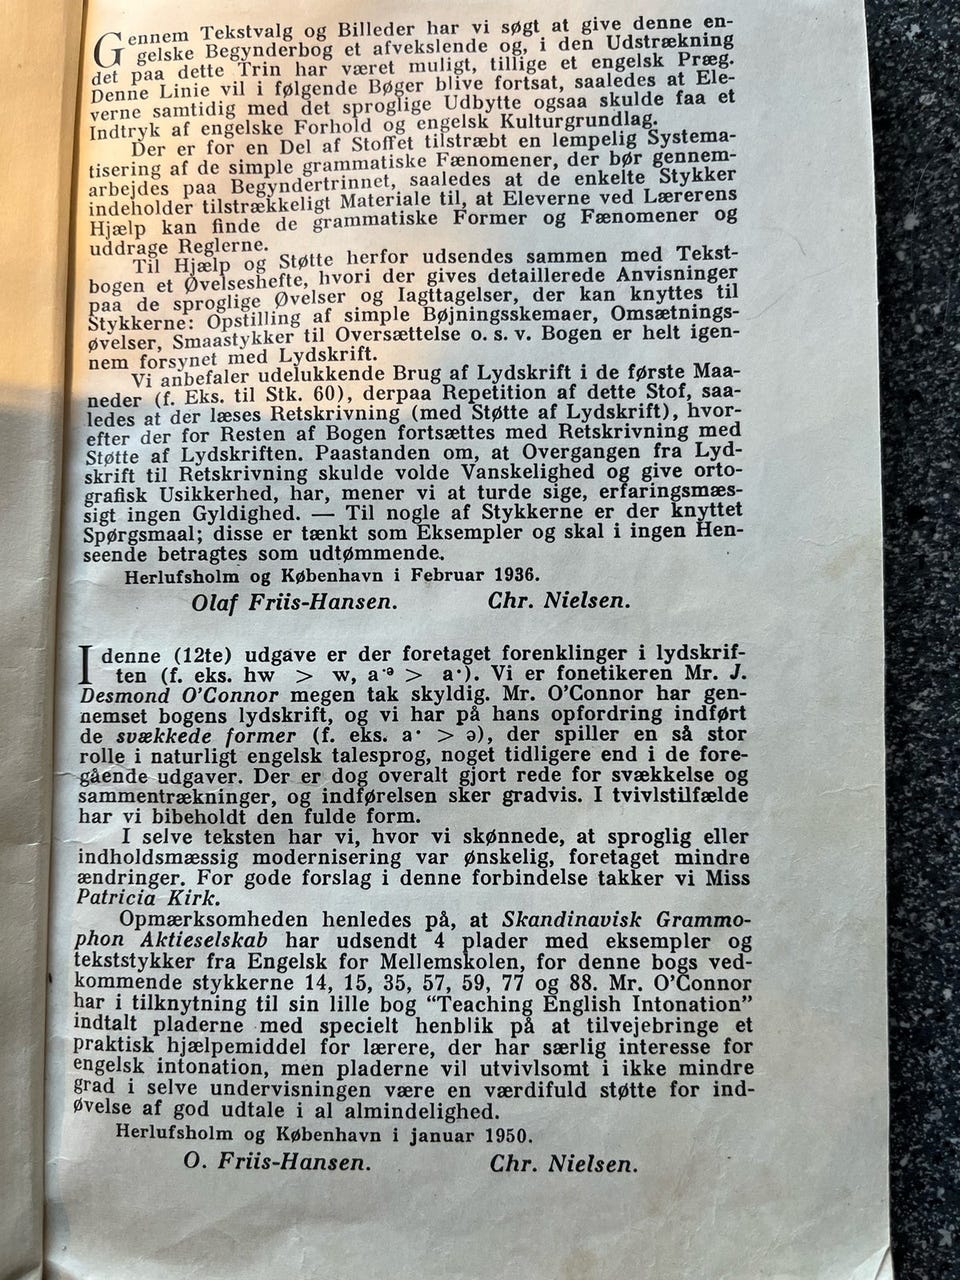 Gennem Tekstvalg og Billeder har vi søgt at give denne en-
gelske Begynderbog et afvekslende og, i den Udstrækning
det paa dette Trin har været muligt, tillige et engelsk Præg.
Denne Linie vil i følgende Bøger blive fortsat, saaledes at Ele-
verne samtidig med det sproglige Udbytte ogsaa skulde faa et
Indtryk af engelske Forhold og engelsk Kulturgrundlag.
Der er for en Del af Stoffet tilstræbt en lempelig Systema-
tisering af de simple grammatiske Fænomener, der bør gennem-
arbejdes paa Begyndertrinnet, saaledes at de enkelte Stykker
indeholder tilstrækkeligt Materiale til, at Eleverne ved Lærerens
Hjælp kan finde de grammatiske Former og Fænomener og
uddrage Reglerne.
Til Hjælp og Støtte herfor udsendes sammen med Tekst-
bogen et Øvelseshefte, hvori der gives detaillerede Anvisninger
paa de sproglige Øvelser og Iagttagelser, der kan knyttes til
Stykkerne: Opstilling af simple Bøjningsskemaer, Omsætnings-
øvelser, Smaastykker til Oversættelse o. s. v. Bogen er helt igen-
nem forsynet med Lydskrift.
Vi anbefaler udelukkende Brug af Lydskrift i de første Maa-
neder (f. Eks. til Stk. 60), derpaa Repetition af dette Stof, saa-
ledes at der læses Retskrivning (med Støtte af Lydskrift), hvor-
efter der for Resten af Bogen fortsættes med Retskrivning med
Støtte af Lydskriften. Paastanden om, at Overgangen fra Lyd-
skrift til Retskrivning skulde volde Vanskelighed og give orto-
grafisk Usikkerhed, har, mener vi at turde sige, erfaringsmæs-
sigt ingen Gyldighed. — Til nogle af Stykkerne er der knyttet
Spørgsmaal; disse er tænkt som Eksempler og skal i ingen Hen-
seende betragtes som udtømmende.
Herlufsholm og København i Februar 1936.
Olaf Friis-Hansen. Chr. Nielsen.
I denne (12te) udgave er der foretaget forenklinger i lydskrif-
ten (f. eks. hw > w, a·ə > a·). Vi er fonetikeren Mr. J.
Desmond O'Connor megen tak skyldig. Mr. O'Connor har gen-
nemset bogens lydskrift, og vi har på hans opfordring indført
de svækkede former (f. eks. a· > ə), der spiller en så stor
rolle i naturligt engelsk talesprog, noget tidligere end i de fore-
gående udgaver. Der er dog overalt gjort rede for svækkelse og
sammentrækninger, og indførelsen sker gradvis. I tvivlstilfælde
har vi bibeholdt den fulde form.
I selve teksten har vi, hvor vi skønnede, at sproglig eller
indholdsmæssig modernisering var ønskelig, foretaget mindre
ændringer. For gode forslag i denne forbindelse takker vi Miss
Patricia Kirk.
Opmærksomheden henledes på, at Skandinavisk Grammo-
phon Aktieselskab har udsendt 4 plader med eksempler og
tekststykker fra Engelsk for Mellemskolen, for denne bogs ved-
kommende stykkerne 14, 15, 35, 57, 59, 77 og 88. Mr. O'Connor
har i tilknytning til sin lille bog “Teaching English Intonation”
indtalt pladerne med specielt henblik på at tilvejebringe et
praktisk hjælpemiddel for lærere, der har særlig interesse for
engelsk intonation, men pladerne vil utvivlsomt i ikke mindre
grad i selve undervisningen være en værdifuld støtte for ind-
øvelse af god udtale i al almindelighed.
Herlufsholm og København i januar 1950.
O. Friis-Hansen. Chr. Nielsen.